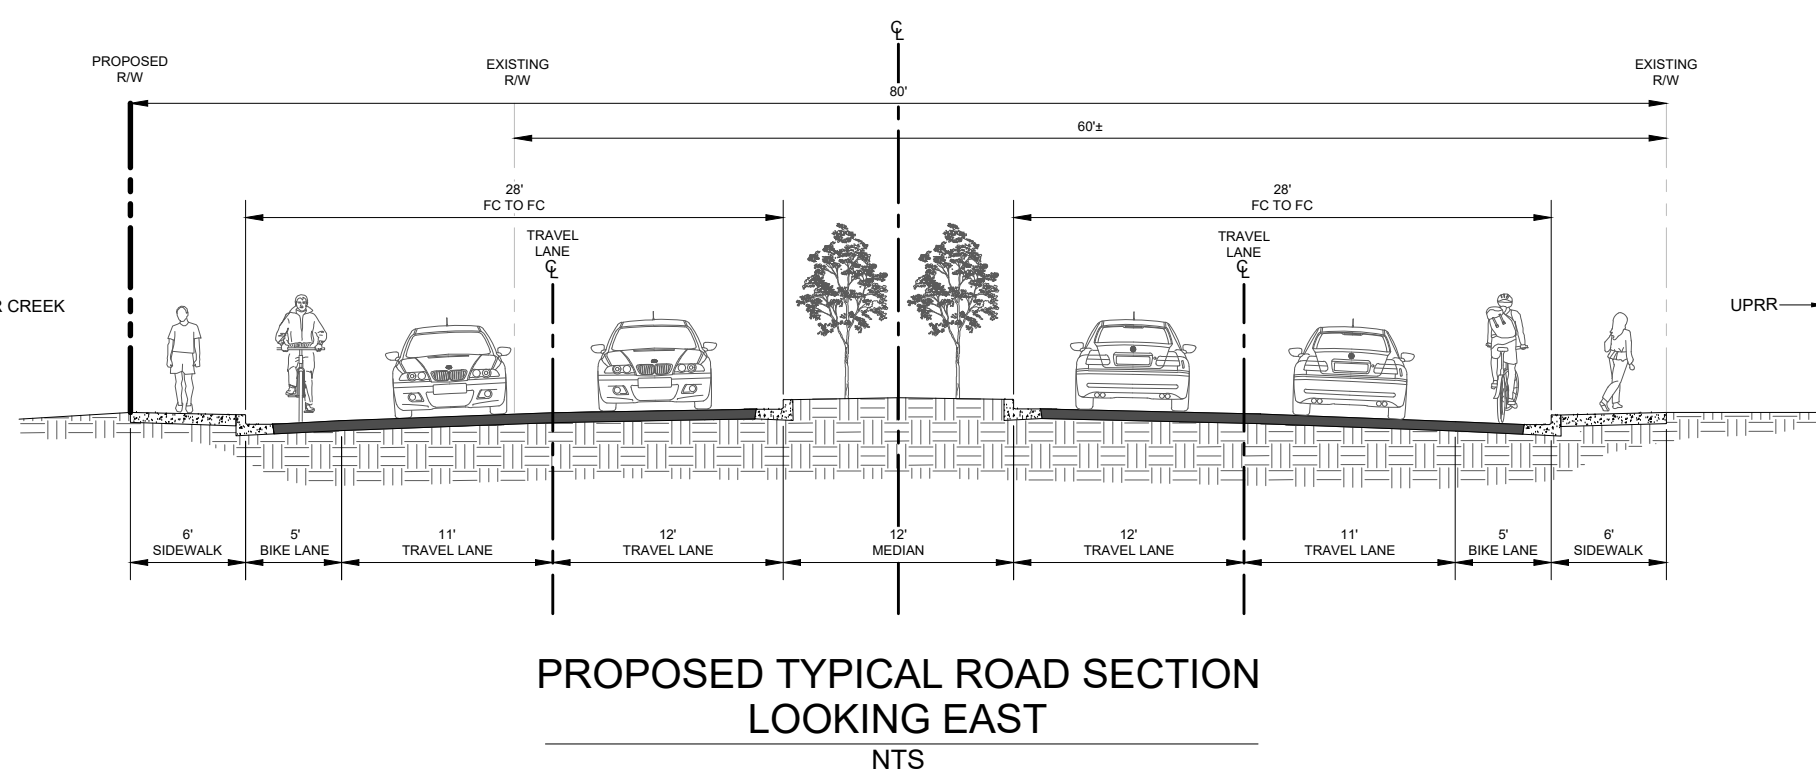 ℄
PROPOSED
R/W
EXISTING
R/W
EXISTING
R/W
80'
60'±
28'
FC TO FC
28'
FC TO FC
TRAVEL
LANE
℄
TRAVEL
LANE
℄
R CREEK
UPRR
6'
SIDEWALK
5'
BIKE LANE
11'
TRAVEL LANE
12'
TRAVEL LANE
12'
MEDIAN
12'
TRAVEL LANE
11'
TRAVEL LANE
5'
BIKE LANE
6'
SIDEWALK
PROPOSED TYPICAL ROAD SECTION
LOOKING EAST
NTS